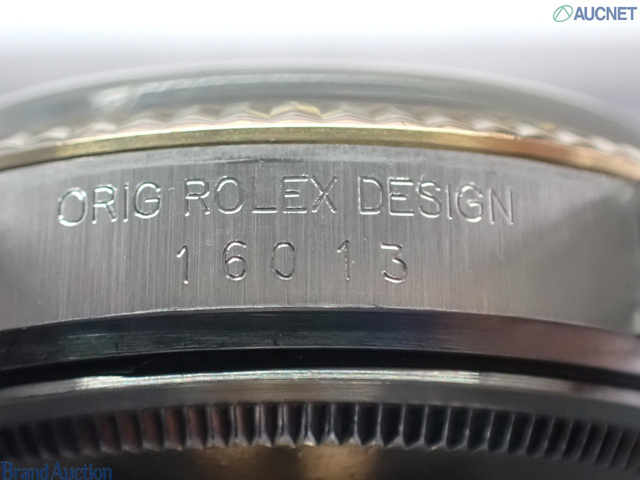 AUCNET
ORIG ROLEX DESIGN
16013
Brand Auction